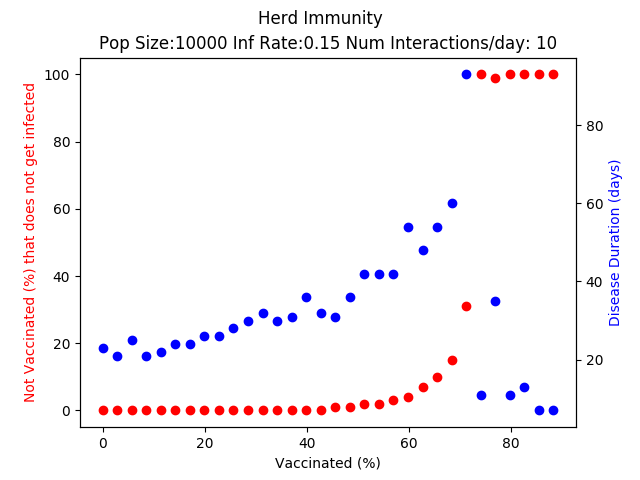 Herd Immunity
Pop Size:10000 Inf Rate:0.15 Num Interactions/day: 10
Not Vaccinated (%) that does not get infected
100
80
60
40
20
0
80
60
40
20
Disease Duration (days)
0 20 40 60 80
Vaccinated (%)